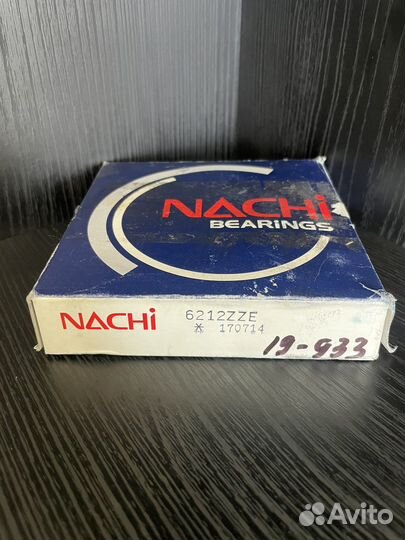 NACHi
BEARINGS
NACHi 6212ZZE
* 170714
19-933
Avito